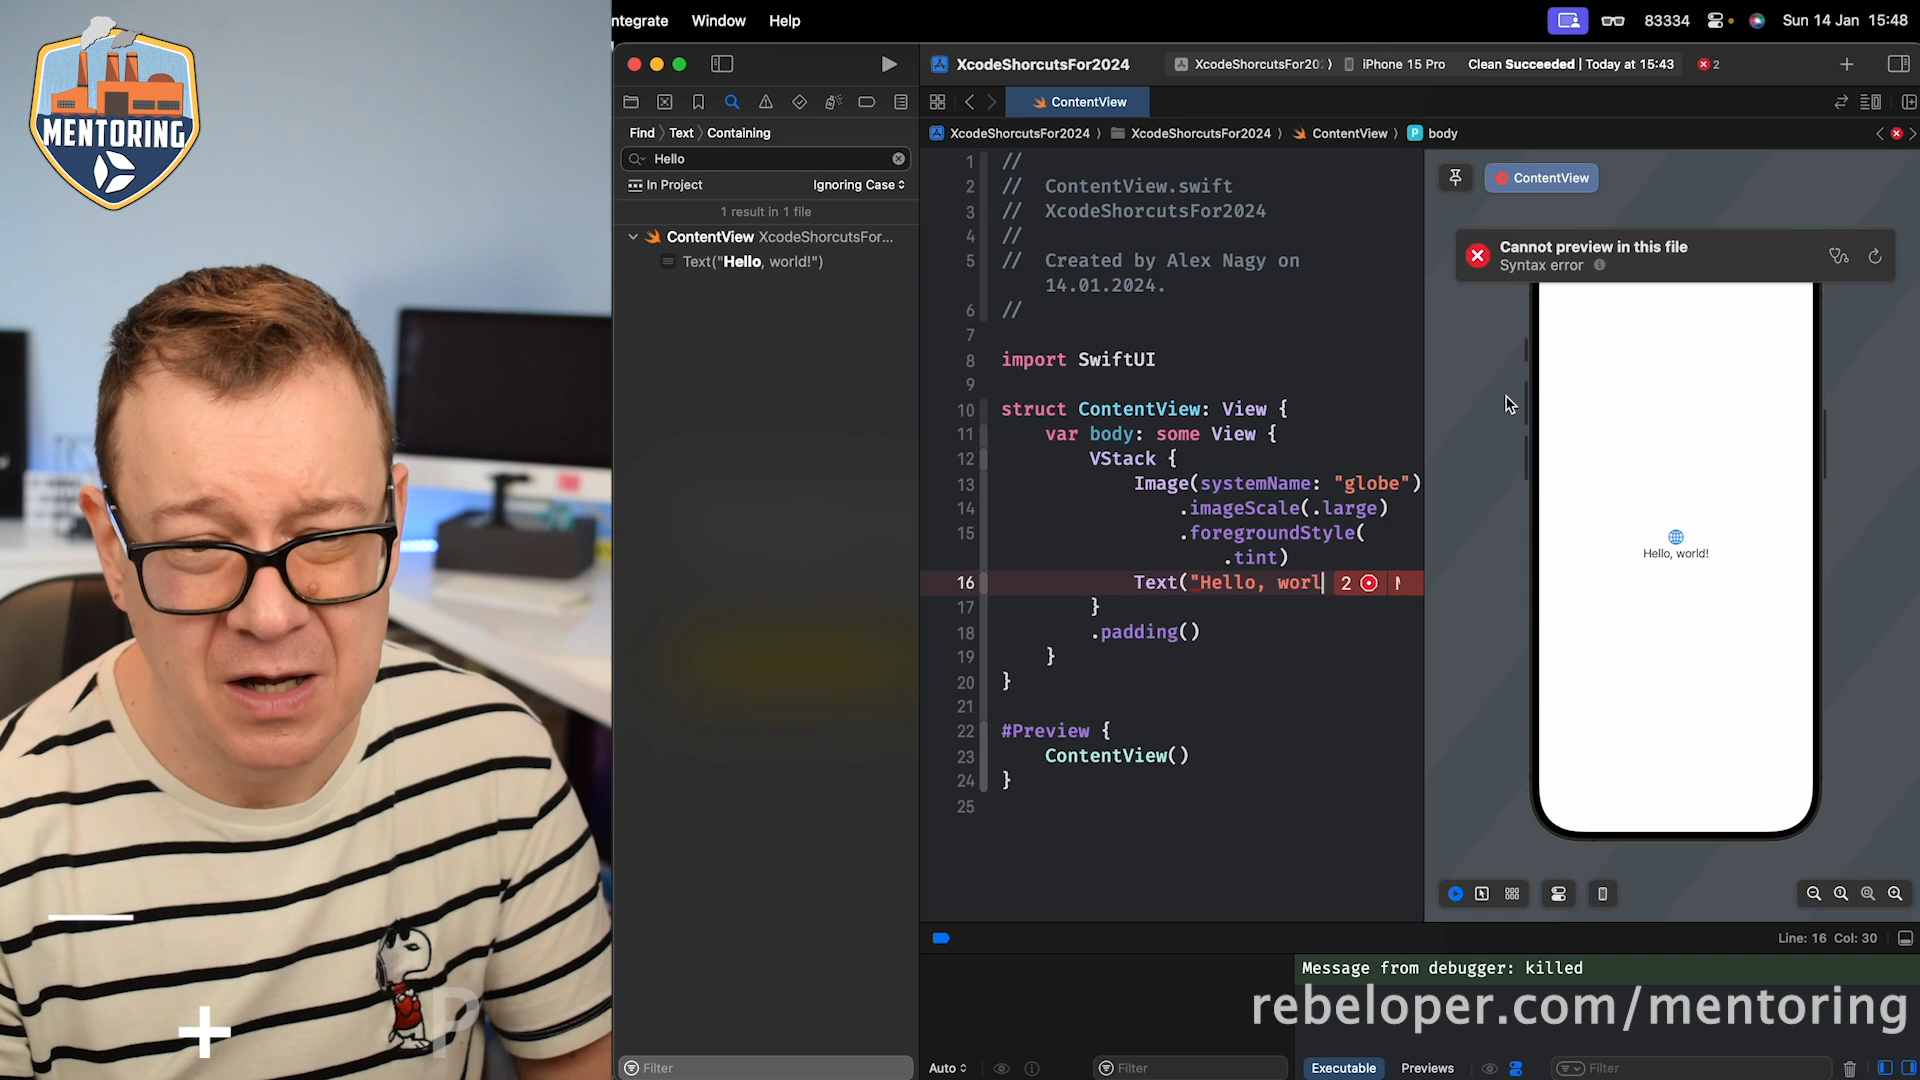 MENTORING
ntegrate Window Help
83334 Sun 14 Jan 15:48
XcodeShorcutsFor2024
XcodeShorcutsFor20 iPhone 15 Pro
Clean Succeeded | Today at 15:43
2
ContentView
XcodeShorcutsFor2024 XcodeShorcutsFor2024 ContentView P body
Find Text Containing
Hello
In Project Ignoring Case
1 result in 1 file
ContentView XcodeShorcutsFor...
Text("Hello, world!")
1 //
2 // ContentView.swift
3 // XcodeShorcutsFor2024
4 //
5 // Created by Alex Nagy on
14.01.2024.
6 //
7
8 import SwiftUI
9
10 struct ContentView: View {
11 var body: some View {
12 VStack {
13 Image(systemName: "globe")
14 .imageScale(.large)
15 .foregroundStyle(
.tint)
16 Text("Hello, worl 2
17 }
18 .padding()
19 }
20 }
21
22 #Preview {
23 ContentView()
24 }
25
ContentView
Cannot preview in this file
Syntax error
Hello, world!
Line: 16 Col: 30
Message from debugger: killed
rebeloper.com/mentoring
+ P
Filter
Auto
Filter
Executable Previews
Filter